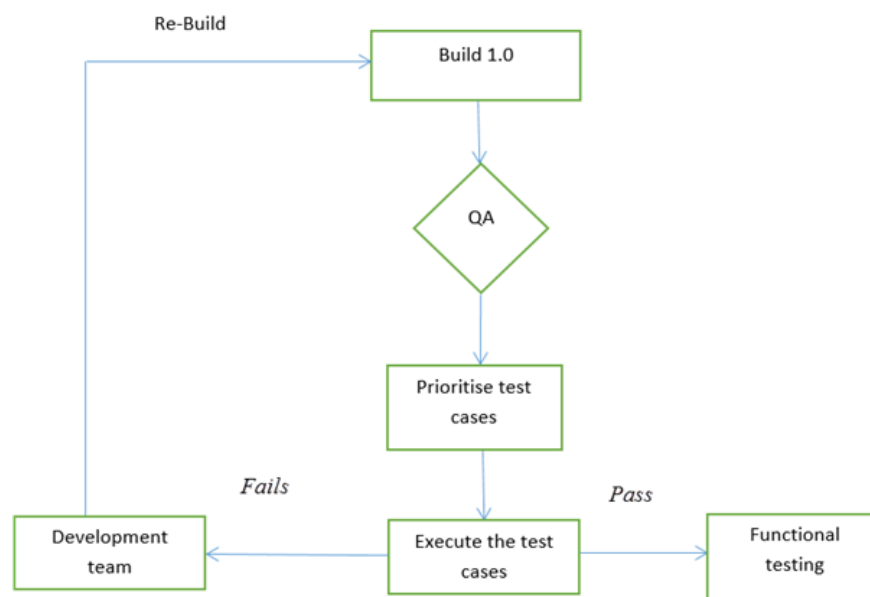 Re-Build
Build 1.0
QA
Prioritise test
cases
Fails
Pass
Development
team
Execute the test
cases
Functional
testing